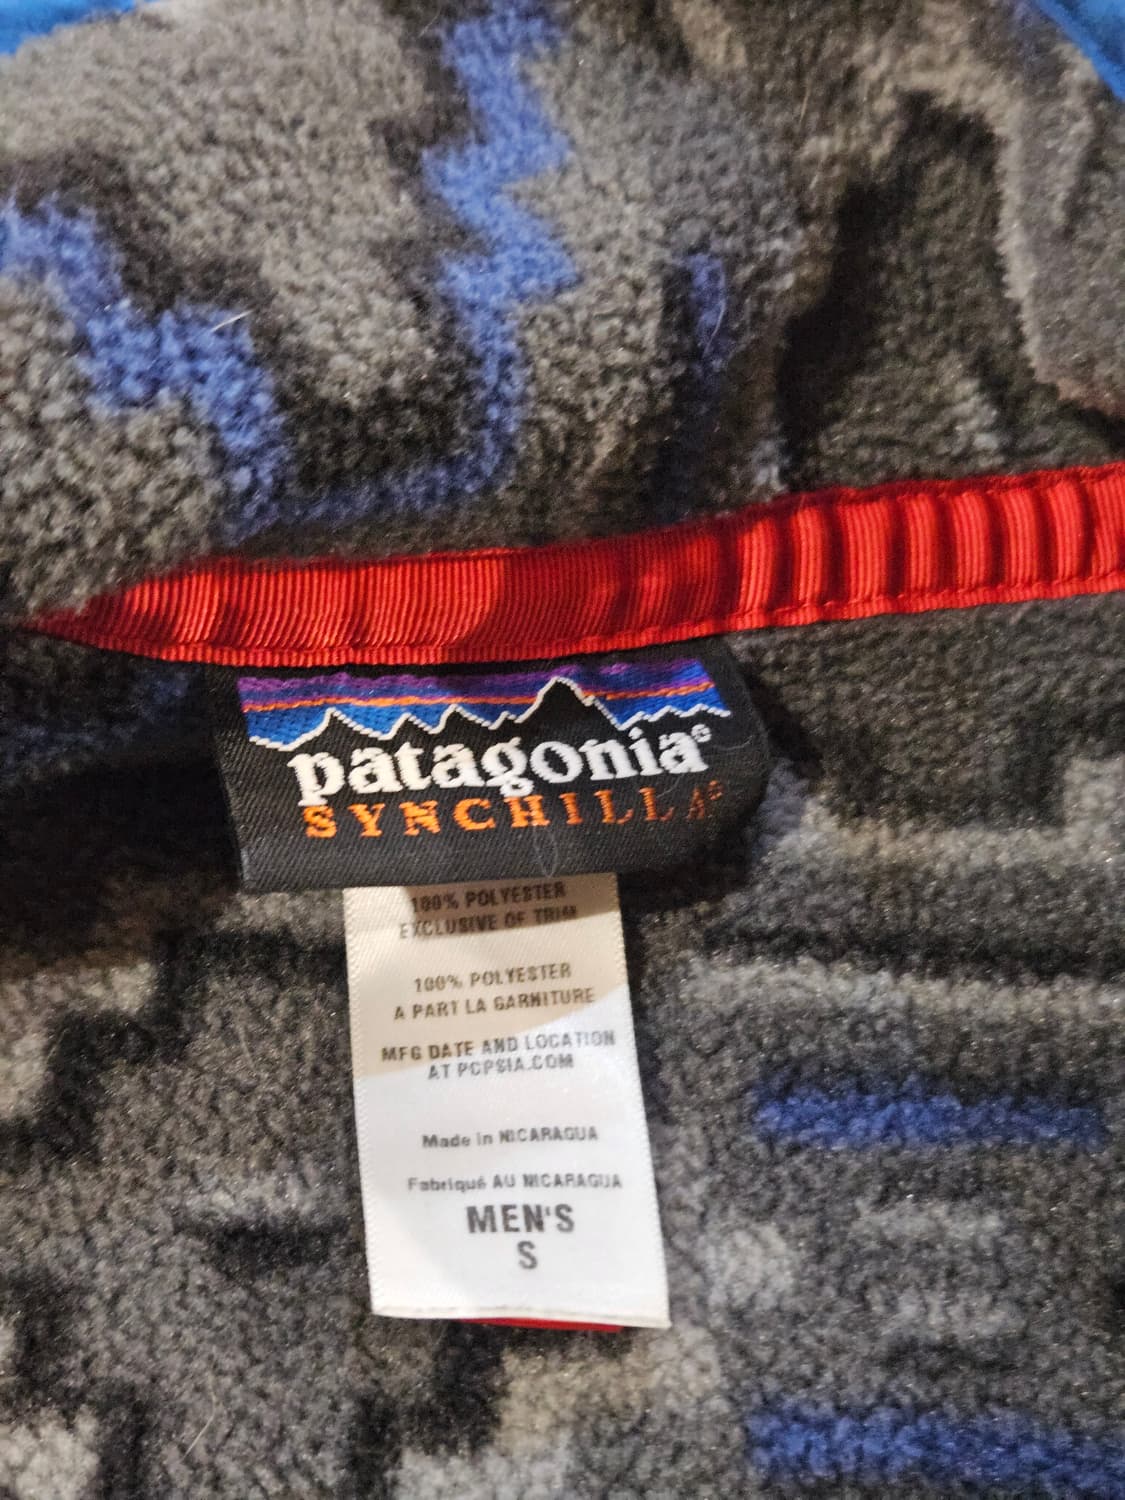 patagonia®
SYNCHILLA®
100% POLYESTER
EXCLUSIVE OF TRIM
100% POLYESTER
A PART LA GARNITURE
MFG DATE AND LOCATION
AT PCPSIA.COM
Made in NICARAGUA
Fabriqué AU NICARAGUA
MEN'S
S